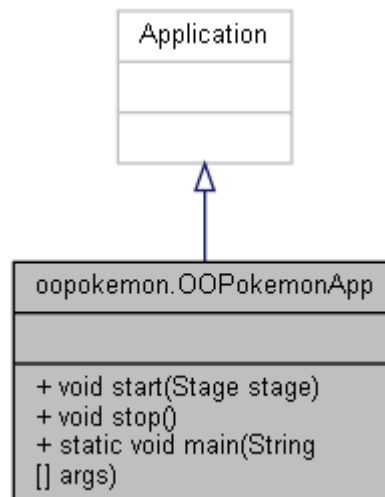 Application
oopokemon.OOPokemonApp
+ void start(Stage stage)
+ void stop()
+ static void main(String
[] args)